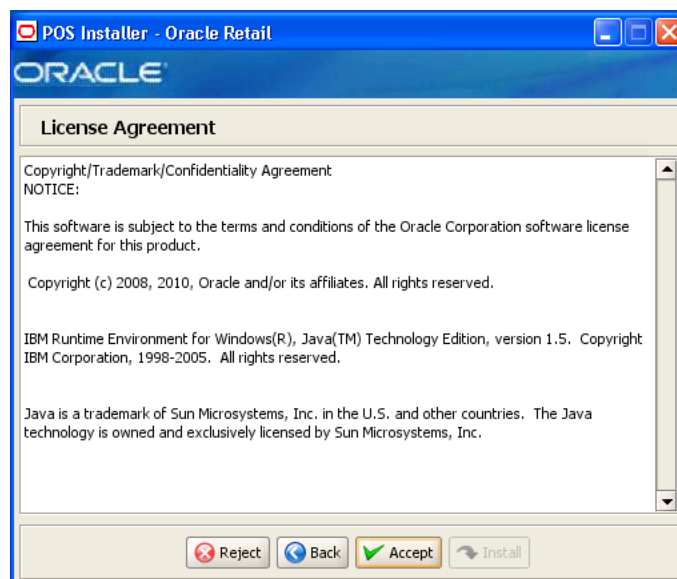 POS Installer - Oracle Retail
ORACLE
License Agreement
Copyright/Trademark/Confidentiality Agreement
NOTICE:
This software is subject to the terms and conditions of the Oracle Corporation software license
agreement for this product.
Copyright (c) 2008, 2010, Oracle and/or its affiliates. All rights reserved.
IBM Runtime Environment for Windows(R), Java(TM) Technology Edition, version 1.5.  Copyright
IBM Corporation, 1998-2005.  All rights reserved.
Java is a trademark of Sun Microsystems, Inc. in the U.S. and other countries.  The Java
technology is owned and exclusively licensed by Sun Microsystems, Inc.
Reject Back Accept Install